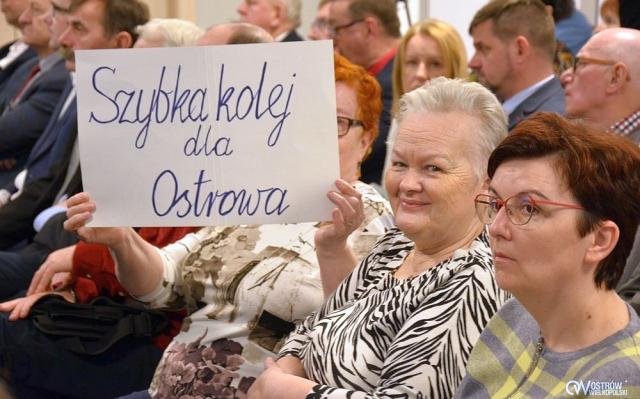 Szybka kolej
dla
Ostrowa
OSTRÓW
WIELKOPOLSKI